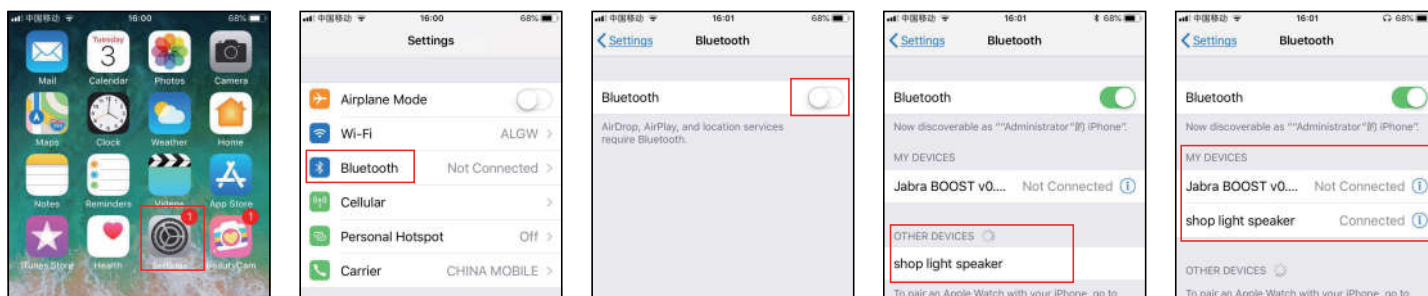 中国移动 16:00 68%
Tuesday
3
Mail Calendar Photos Camera
Maps Clock Weather Home
Notes Reminders Videos App Store
1 1
iTunes Store Health Settings BeautyCam
中国移动 16:00 68%
Settings
Airplane Mode
Wi-Fi ALGW
Bluetooth Not Connected
Cellular
Personal Hotspot Off
Carrier CHINA MOBILE
中国移动 16:01 68%
Settings Bluetooth
Bluetooth
AirDrop, AirPlay, and location services
require Bluetooth.
中国移动 16:01 68%
Settings Bluetooth
Bluetooth
Now discoverable as ""Administrator"的 iPhone".
MY DEVICES
Jabra BOOST v0.... Not Connected
OTHER DEVICES
shop light speaker
To pair an Apple Watch with your iPhone, go to
中国移动 16:01 68%
Settings Bluetooth
Bluetooth
Now discoverable as ""Administrator"的 iPhone".
MY DEVICES
Jabra BOOST v0.... Not Connected
shop light speaker Connected
OTHER DEVICES
To pair an Apple Watch with your iPhone, go to